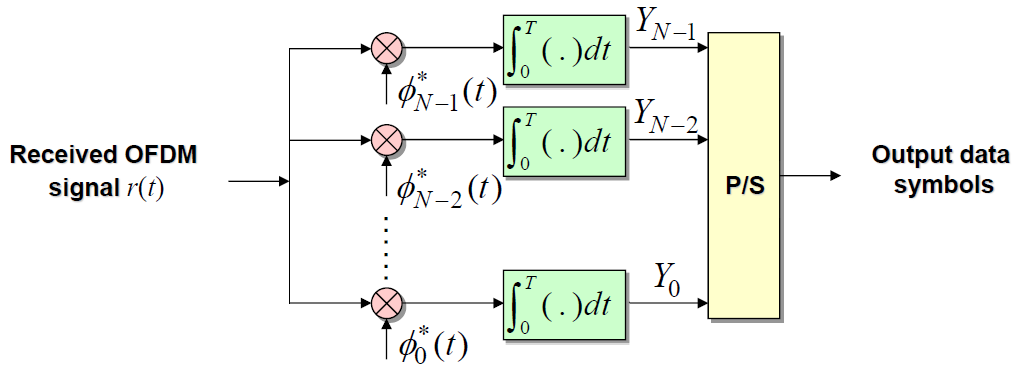 Received OFDM
signal r(t)
ϕ*_{N−1}(t)
∫_0^T (.)dt
Y_{N−1}
ϕ*_{N−2}(t)
∫_0^T (.)dt
Y_{N−2}
ϕ*_0(t)
∫_0^T (.)dt
Y_0
P/S
Output data
symbols